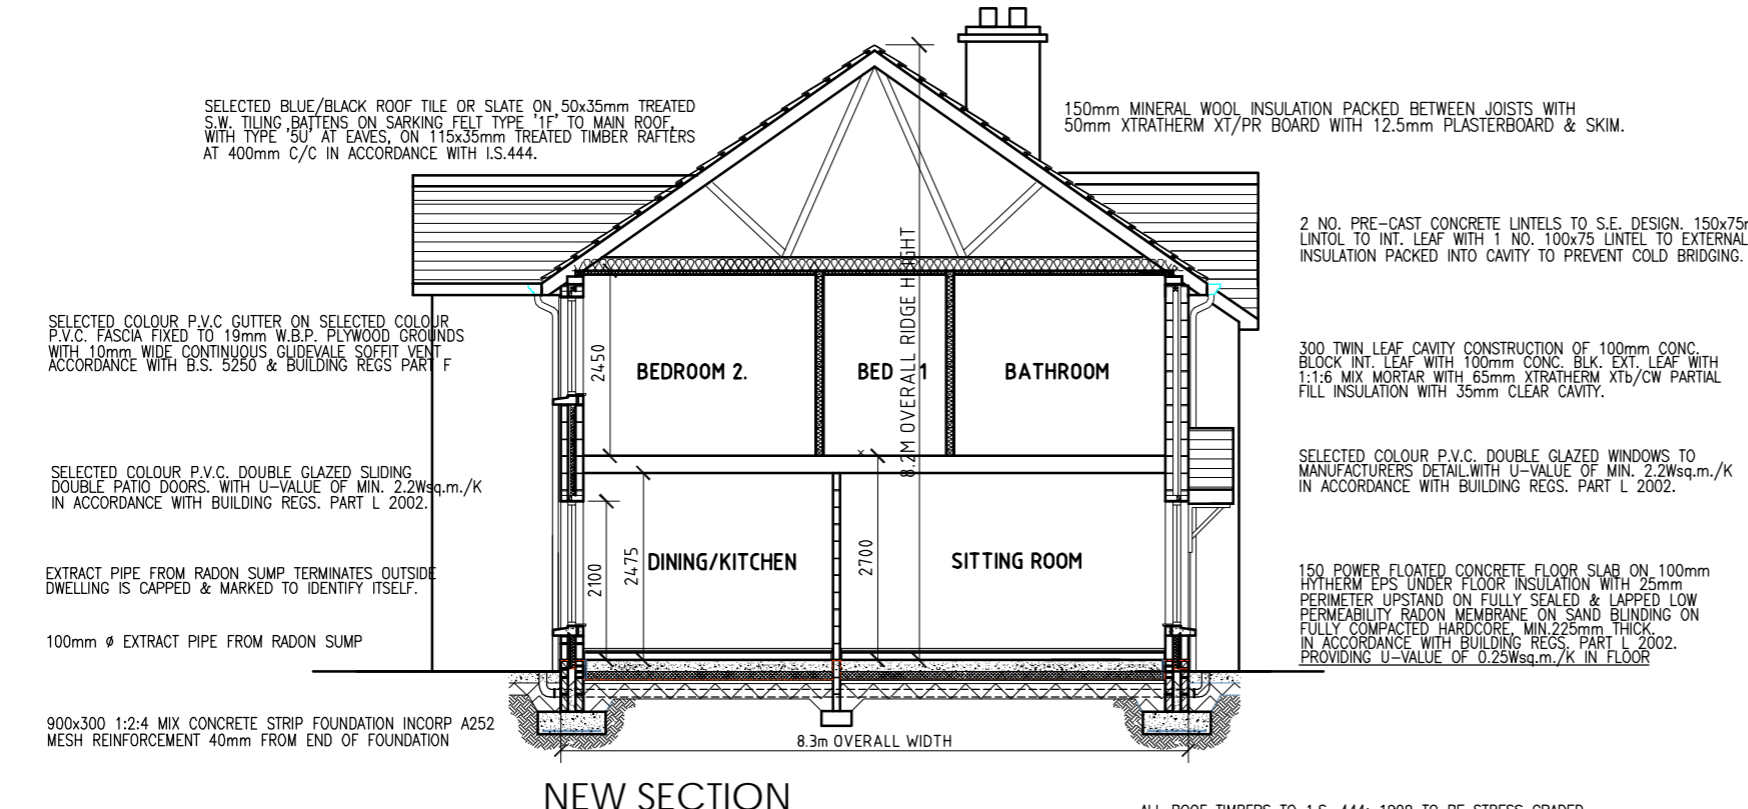 SELECTED BLUE/BLACK ROOF TILE OR SLATE ON 50x35mm TREATED
S.W. TILING BATTENS ON SARKING FELT TYPE '1F' TO MAIN ROOF,
WITH TYPE '5U' AT EAVES, ON 115x35mm TREATED TIMBER RAFTERS
AT 400mm C/C IN ACCORDANCE WITH I.S.444.
150mm MINERAL WOOL INSULATION PACKED BETWEEN JOISTS WITH
50mm XTRATHERM XT/PR BOARD WITH 12.5mm PLASTERBOARD & SKIM.
2 NO. PRE-CAST CONCRETE LINTELS TO S.E. DESIGN. 150x75
LINTOL TO INT. LEAF WITH 1 NO. 100x75 LINTEL TO EXTERNAL
INSULATION PACKED INTO CAVITY TO PREVENT COLD BRIDGING.
SELECTED COLOUR P.V.C GUTTER ON SELECTED COLOUR
P.V.C. FASCIA FIXED TO 19mm W.B.P. PLYWOOD GROUNDS
WITH 10mm WIDE CONTINUOUS GLIDEVALE SOFFIT VENT
ACCORDANCE WITH B.S. 5250 & BUILDING REGS PART F
300 TWIN LEAF CAVITY CONSTRUCTION OF 100mm CONC.
BLOCK INT. LEAF WITH 100mm CONC. BLK. EXT. LEAF WITH
1:1:6 MIX MORTAR WITH 65mm XTRATHERM XTb/CW PARTIAL
FILL INSULATION WITH 35mm CLEAR CAVITY.
8.2M OVERALL RIDGE HEIGHT
2450
BEDROOM 2.
BED 1
BATHROOM
SELECTED COLOUR P.V.C. DOUBLE GLAZED SLIDING
DOUBLE PATIO DOORS. WITH U-VALUE OF MIN. 2.2Wsq.m./K
IN ACCORDANCE WITH BUILDING REGS. PART L 2002.
SELECTED COLOUR P.V.C. DOUBLE GLAZED WINDOWS TO
MANUFACTURERS DETAIL.WITH U-VALUE OF MIN. 2.2Wsq.m./K
IN ACCORDANCE WITH BUILDING REGS. PART L 2002.
2100
2475
DINING/KITCHEN
2700
SITTING ROOM
EXTRACT PIPE FROM RADON SUMP TERMINATES OUTSIDE
DWELLING IS CAPPED & MARKED TO IDENTIFY ITSELF.
100mm ø EXTRACT PIPE FROM RADON SUMP
150 POWER FLOATED CONCRETE FLOOR SLAB ON 100mm
HYTHERM EPS UNDER FLOOR INSULATION WITH 25mm
PERIMETER UPSTAND ON FULLY SEALED & LAPPED LOW
PERMEABILITY RADON MEMBRANE ON SAND BLINDING ON
FULLY COMPACTED HARDCORE, MIN.225mm THICK.
IN ACCORDANCE WITH BUILDING REGS. PART L 2002.
PROVIDING U-VALUE OF 0.25Wsq.m./K IN FLOOR
900x300 1:2:4 MIX CONCRETE STRIP FOUNDATION INCORP A252
MESH REINFORCEMENT 40mm FROM END OF FOUNDATION
8.3m OVERALL WIDTH
NEW SECTION
ALL ROOF TIMBERS TO I.S. 444: 1998 TO BE STRESS GRADED